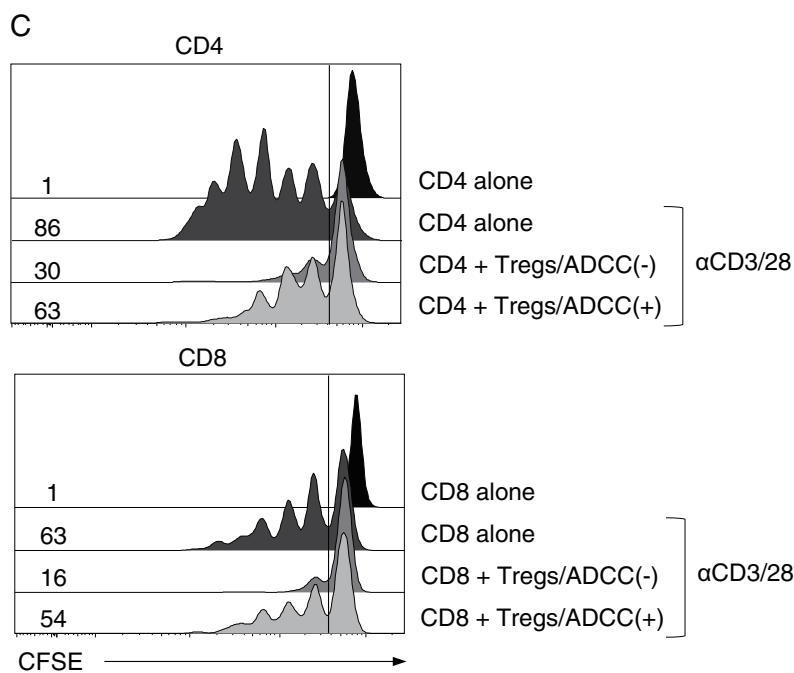 C
CD4
1 CD4 alone
86 CD4 alone
30 CD4 + Tregs/ADCC(-)
63 CD4 + Tregs/ADCC(+)
αCD3/28
CD8
1 CD8 alone
63 CD8 alone
16 CD8 + Tregs/ADCC(-)
54 CD8 + Tregs/ADCC(+)
αCD3/28
CFSE